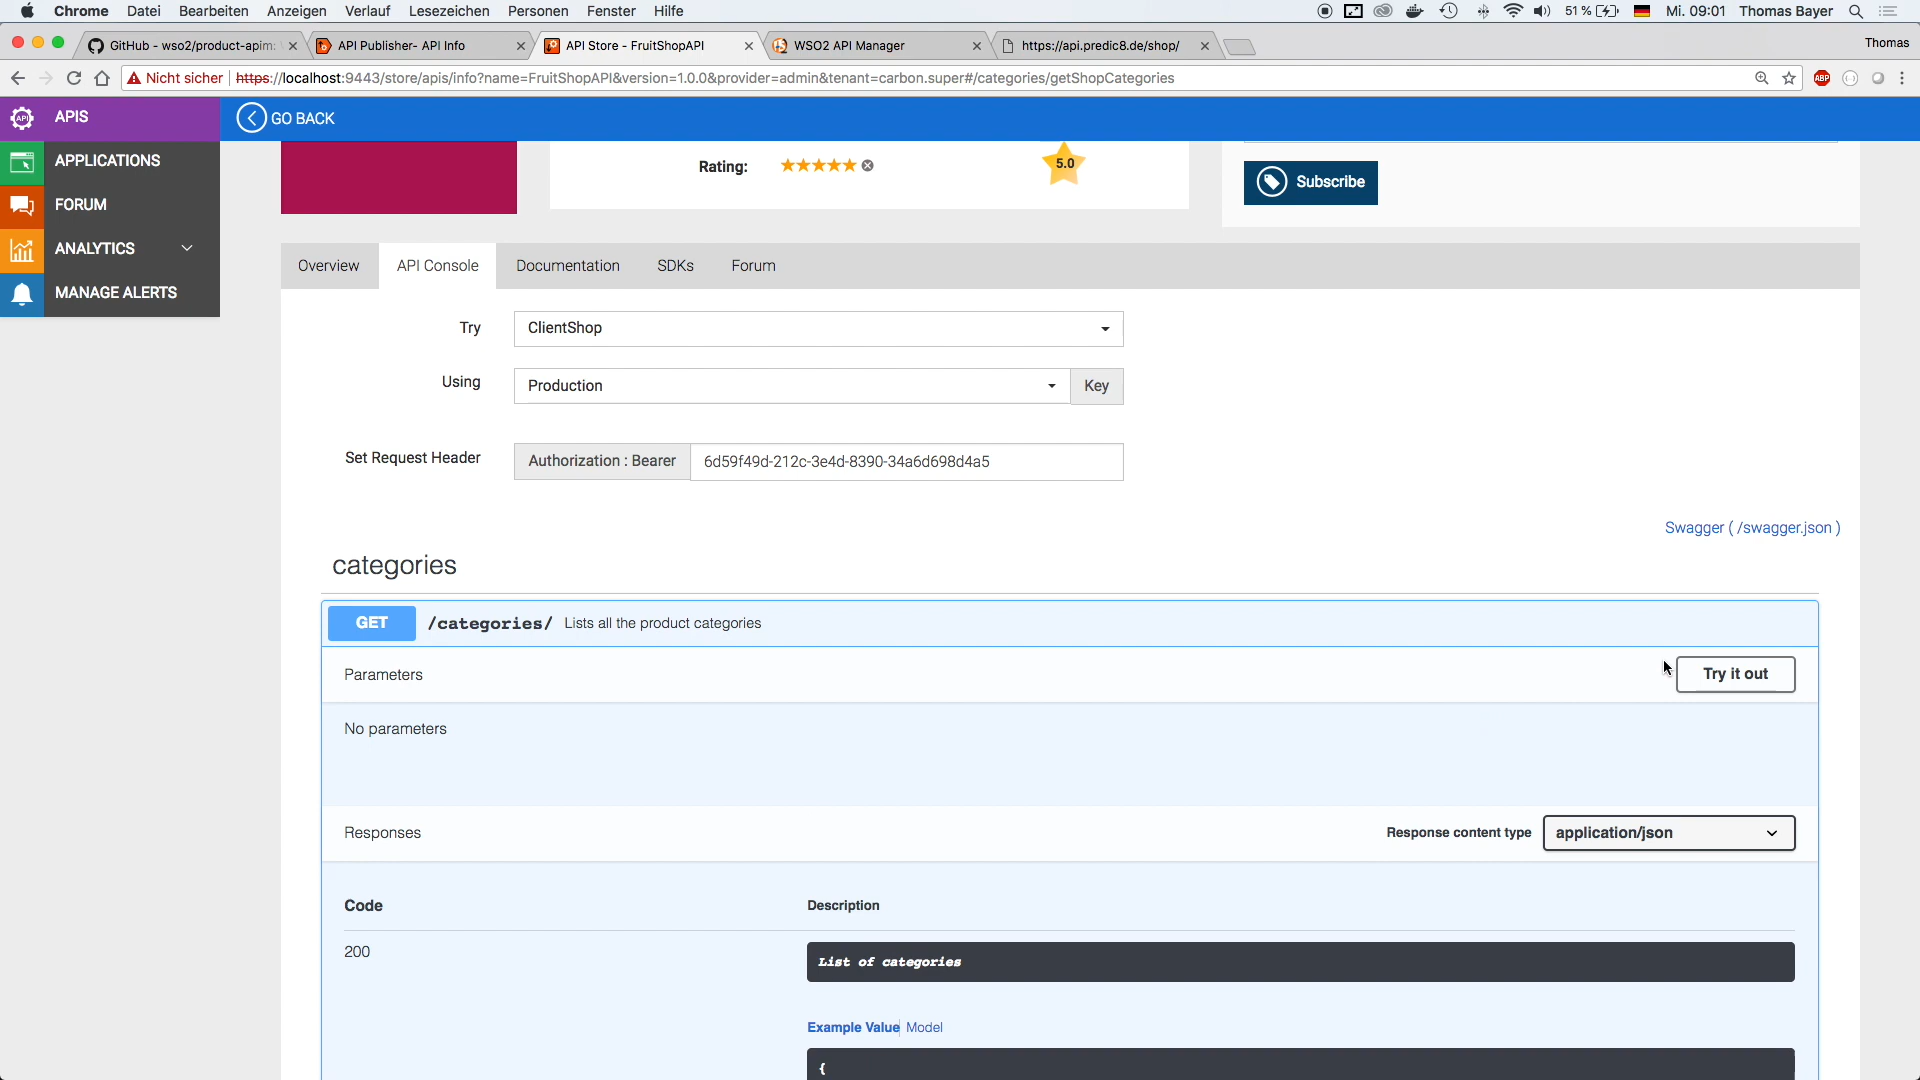 Chrome Datei Bearbeiten Anzeigen Verlauf Lesezeichen Personen Fenster Hilfe 51 % Mi. 09:01 Thomas Bayer
GitHub - wso2/product-apim: API Publisher- API Info API Store - FruitShopAPI WSO2 API Manager https://api.predic8.de/shop/ Thomas
Nicht sicher https://localhost:9443/store/apis/info?name=FruitShopAPI&version=1.0.0&provider=admin&tenant=carbon.super#/categories/getShopCategories ABP
API APIS GO BACK
APPLICATIONS
FORUM
ANALYTICS
MANAGE ALERTS
Rating: 5.0
Subscribe
Overview API Console Documentation SDKs Forum
Try ClientShop
Using Production Key
Set Request Header Authorization : Bearer 6d59f49d-212c-3e4d-8390-34a6d698d4a5
Swagger ( /swagger.json )
categories
GET /categories/ Lists all the product categories
Parameters Try it out
No parameters
Responses Response content type application/json
Code Description
200 List of categories
Example Value Model
{